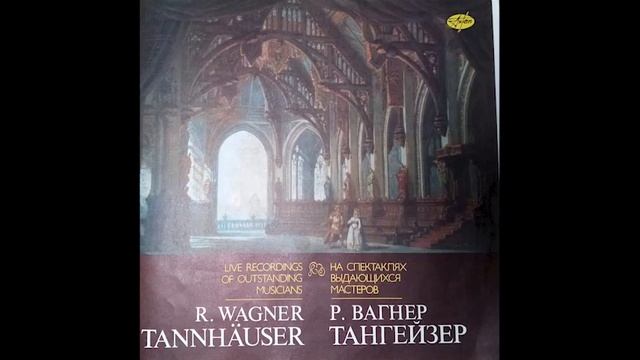 LIVE RECORDINGS
OF OUTSTANDING
MUSICIANS
НА СПЕКТАКЛЯХ
ВЫДАЮЩИХСЯ
МАСТЕРОВ
R. WAGNER
TANNHÄUSER
Р. ВАГНЕР
ТАНГЕЙЗЕР